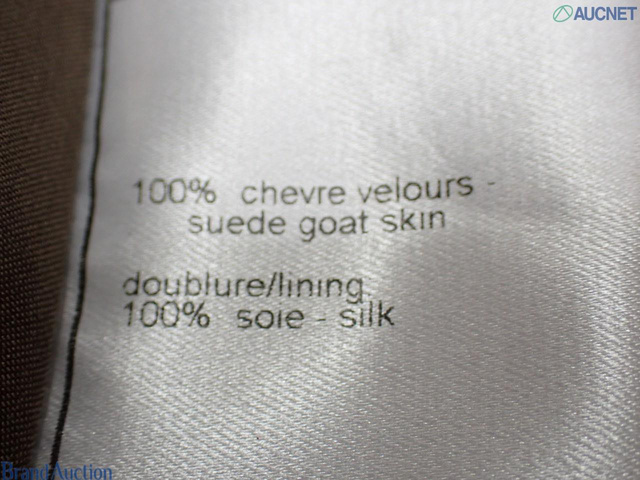 AUCNET
100% chevre velours -
suede goat skin
doublure/lining
100% soie - silk
Brand Auction